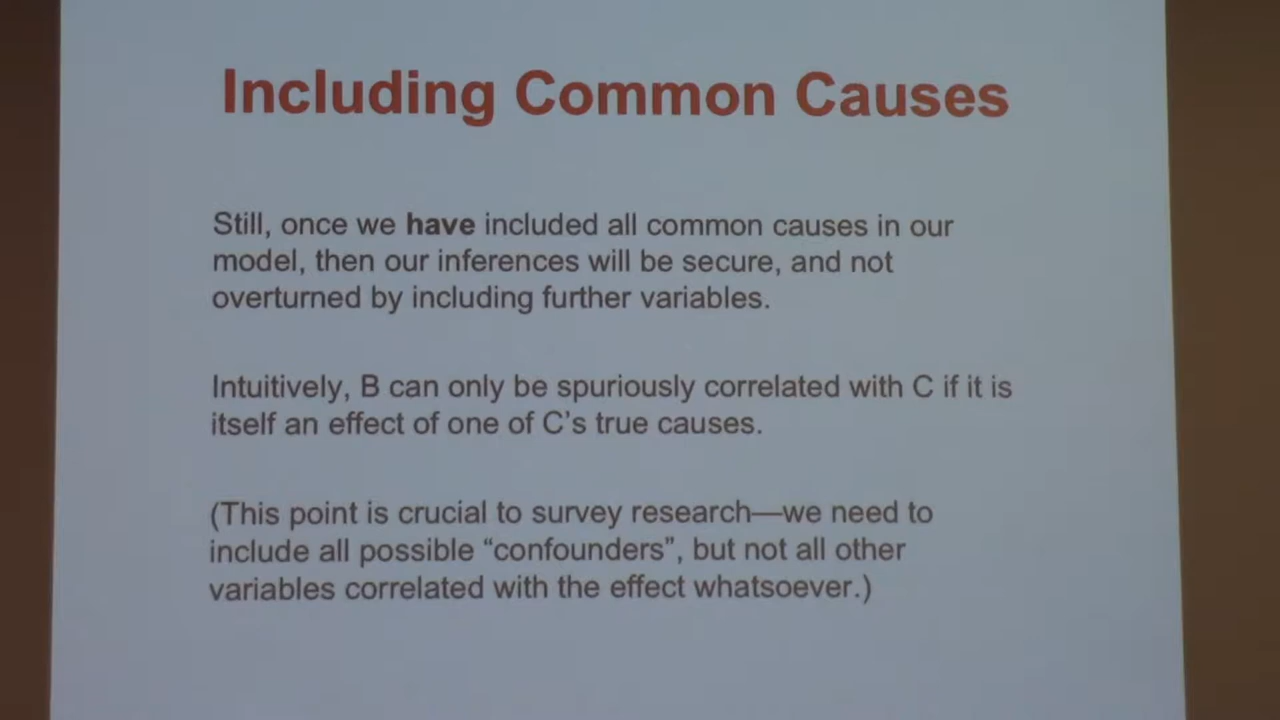 Including Common Causes
Still, once we have included all common causes in our
model, then our inferences will be secure, and not
overturned by including further variables.
Intuitively, B can only be spuriously correlated with C if it is
itself an effect of one of C’s true causes.
(This point is crucial to survey research—we need to
include all possible “confounders”, but not all other
variables correlated with the effect whatsoever.)